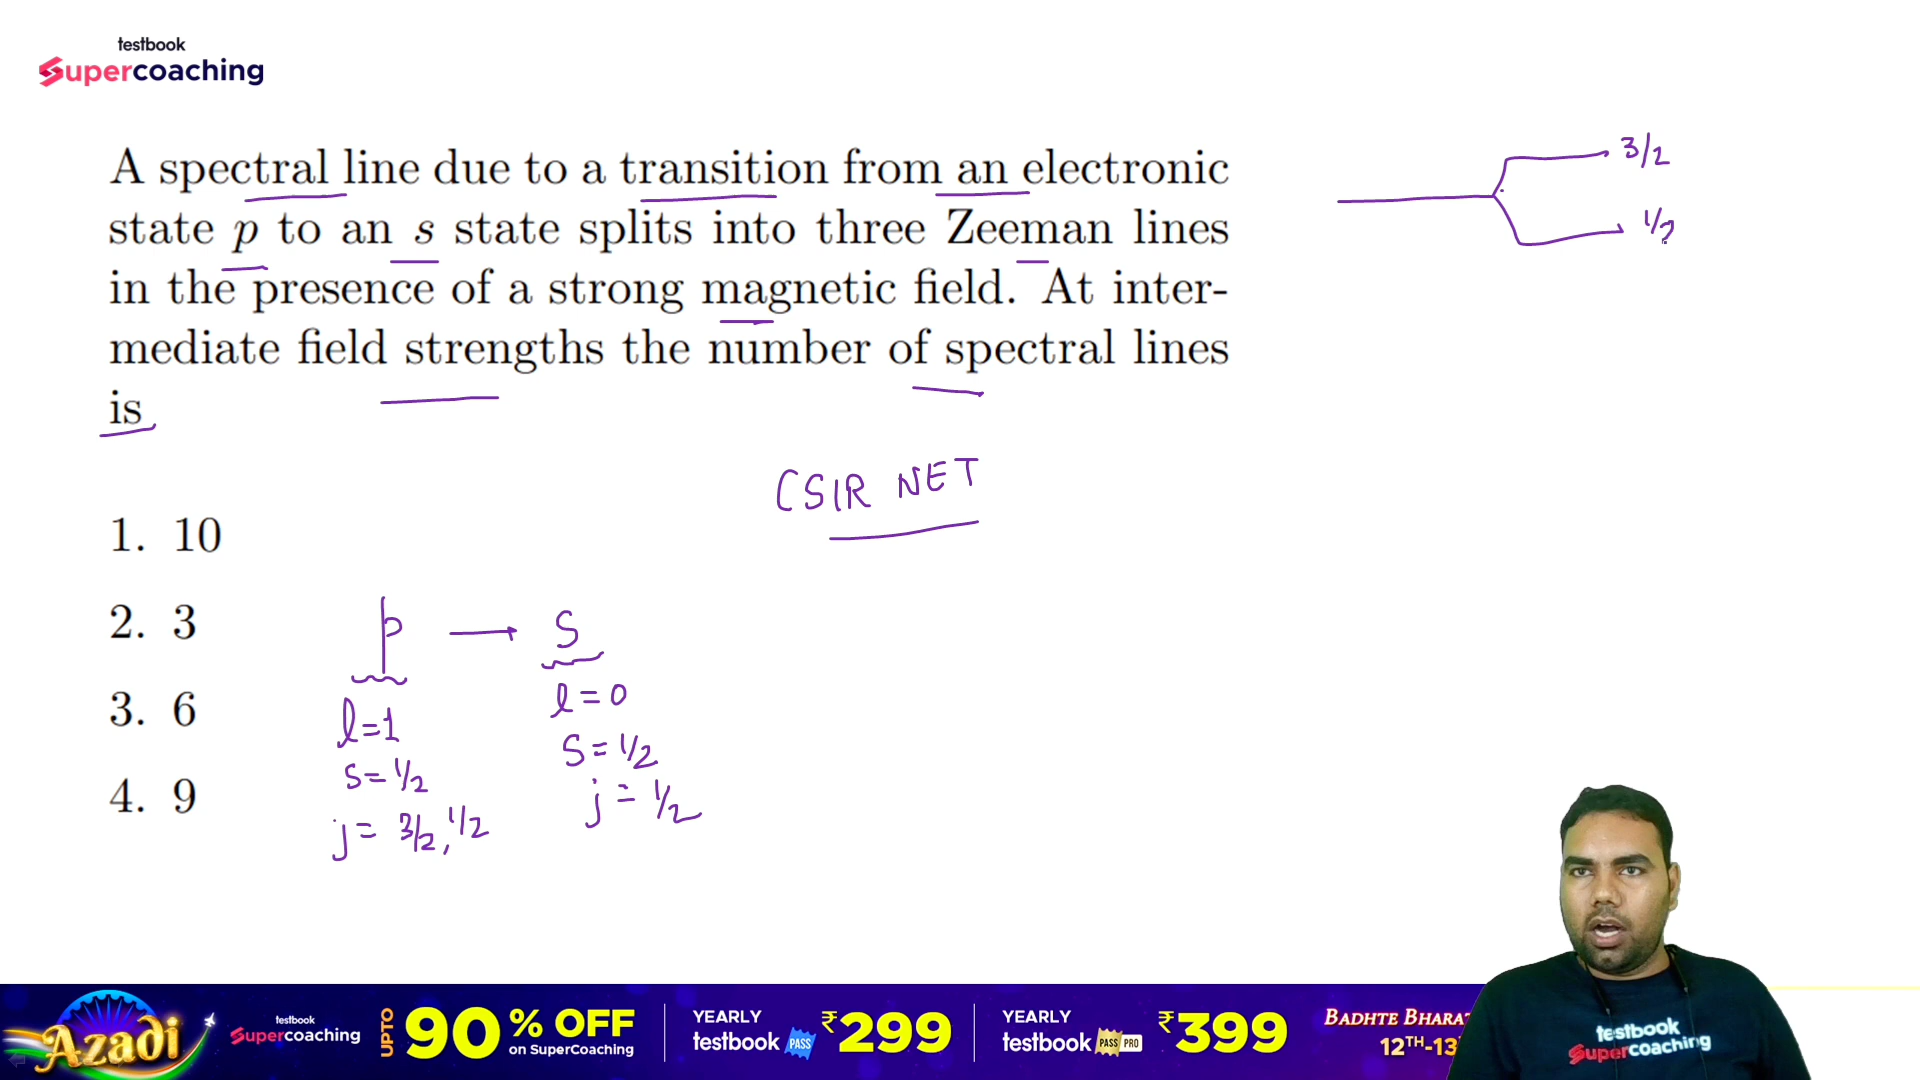 testbook
Supercoaching
A spectral line due to a transition from an electronic
state p to an s state splits into three Zeeman lines
in the presence of a strong magnetic field. At inter-
mediate field strengths the number of spectral lines
is
3/2
1/2
CSIR NET
1. 10
2. 3
3. 6
4. 9
p → S
l=1
s=1/2
j= 3/2, 1/2
l=0
S=1/2
j=1/2
Azadi
testbook
Supercoaching
UPTO 90% OFF
on SuperCoaching
YEARLY
testbook PASS ₹299
YEARLY
testbook PASS PRO ₹399
BADHTE BHARAT
12TH-13
testbook
Supercoaching